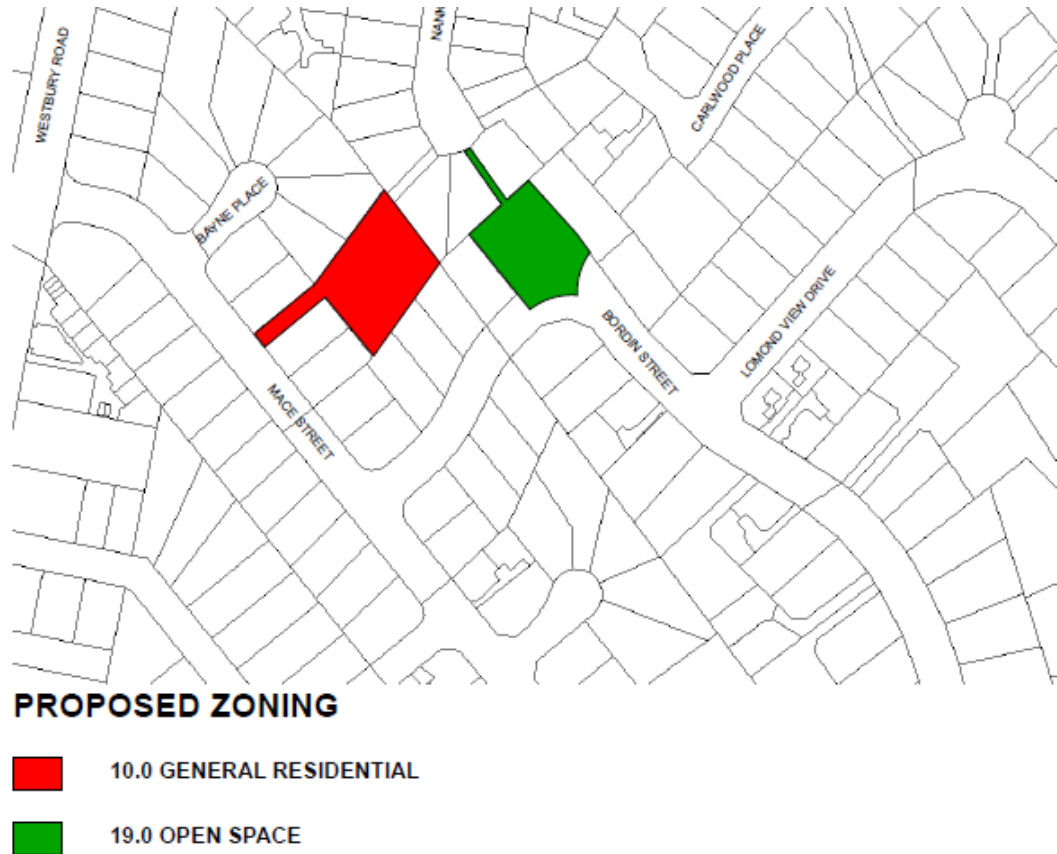 WESTBURY ROAD
CARLWOOD PLACE
BAYNE PLACE
BORDIN STREET
LOMOND VIEW DRIVE
MACE STREET
PROPOSED ZONING
10.0 GENERAL RESIDENTIAL
19.0 OPEN SPACE